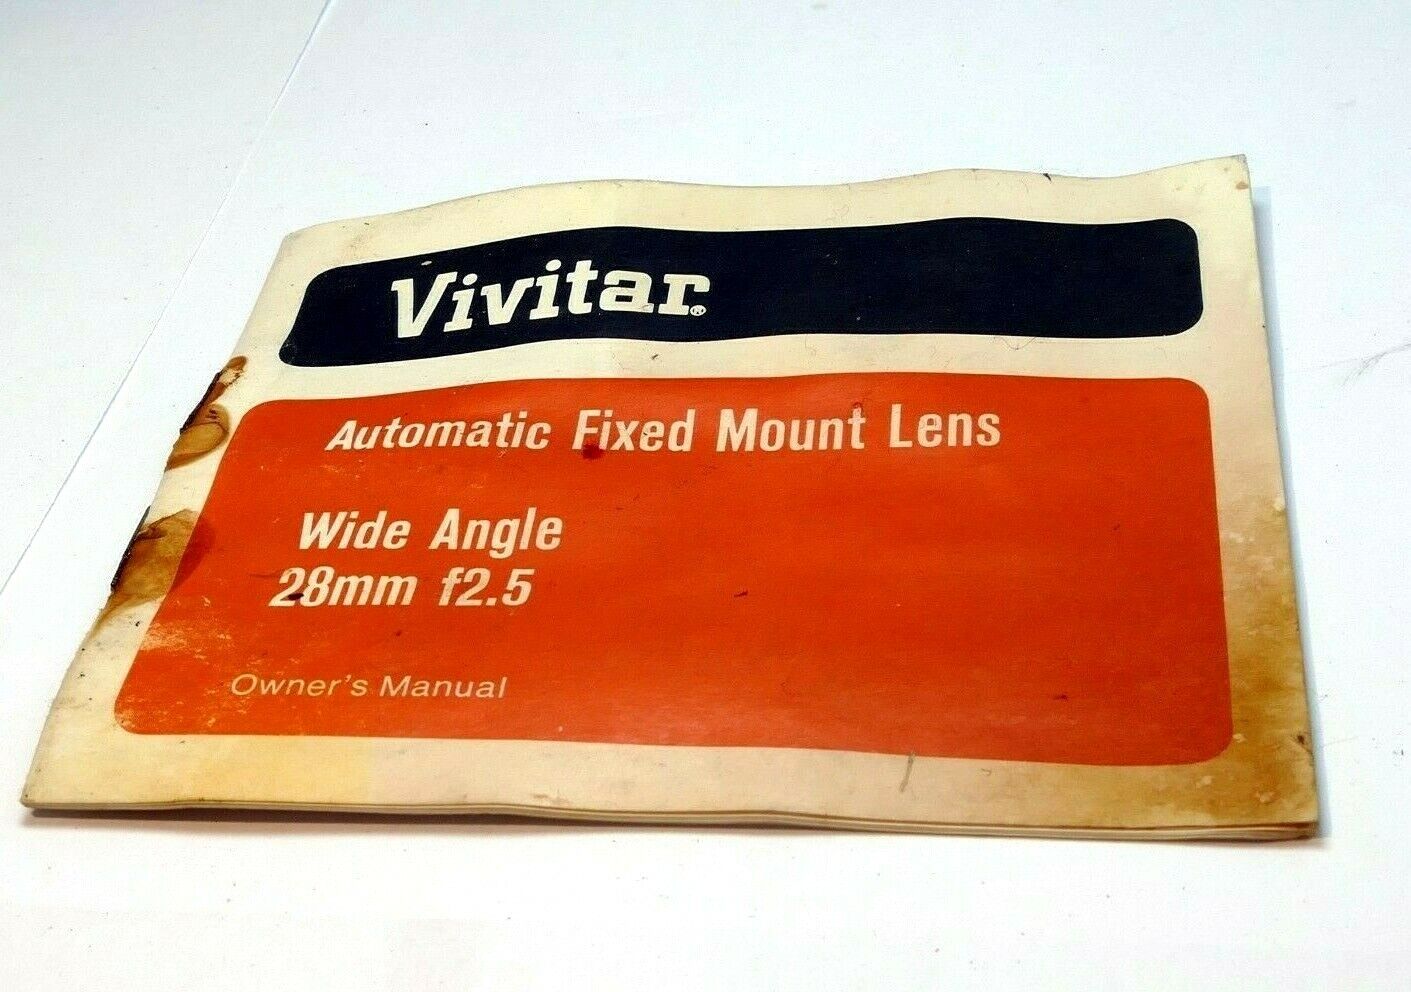 Vivitar®
Automatic Fixed Mount Lens
Wide Angle
28mm f2.5
Owner's Manual